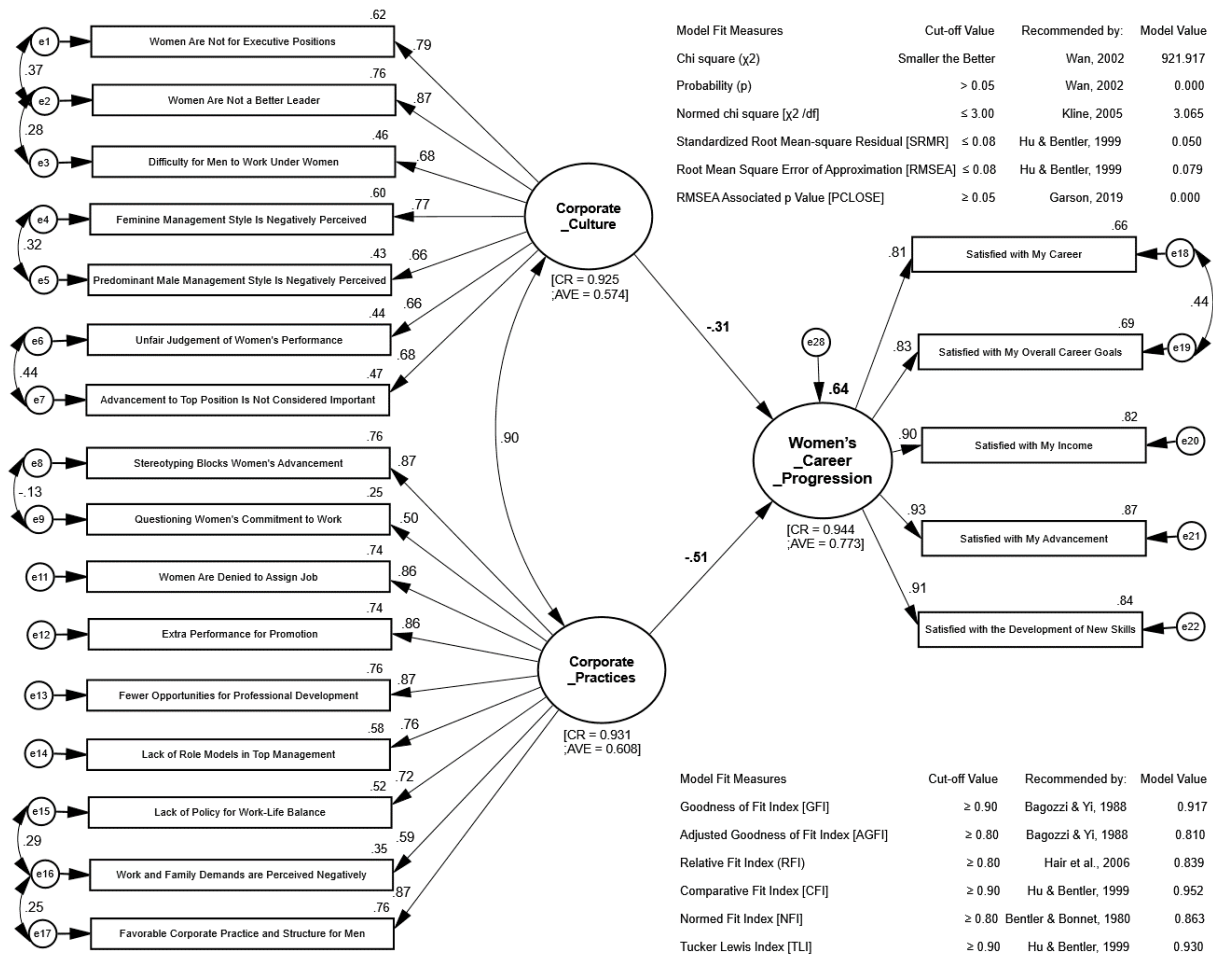 .62
e1
Women Are Not for Executive Positions
.79
.37
.76
e2
Women Are Not a Better Leader
.87
.28
.46
e3
Difficulty for Men to Work Under Women
.68
.60
e4
Feminine Management Style Is Negatively Perceived
.77
.32
.43
e5
Predominant Male Management Style Is Negatively Perceived
.66
.44
e6
Unfair Judgement of Women's Performance
.66
.44
.47
e7
Advancement to Top Position Is Not Considered Important
.68
.76
e8
Stereotyping Blocks Women's Advancement
.87
-.13
.25
e9
Questioning Women's Commitment to Work
.50
.74
e11
Women Are Denied to Assign Job
.86
.74
e12
Extra Performance for Promotion
.86
.76
e13
Fewer Opportunities for Professional Development
.87
.58
e14
Lack of Role Models in Top Management
.76
.52
e15
Lack of Policy for Work-Life Balance
.72
.29
.35
e16
Work and Family Demands are Perceived Negatively
.59
.25
.76
e17
Favorable Corporate Practice and Structure for Men
.87
Corporate
_Culture
[CR = 0.925
;AVE = 0.574]
.90
Corporate
_Practices
[CR = 0.931
;AVE = 0.608]
-.31
-.51
e28
.64
Women's
_Career
_Progression
[CR = 0.944
;AVE = 0.773]
.81
.66
Satisfied with My Career
e18
.44
.83
.69
Satisfied with My Overall Career Goals
e19
.90
.82
Satisfied with My Income
e20
.93
.87
Satisfied with My Advancement
e21
.91
.84
Satisfied with the Development of New Skills
e22
Model Fit Measures Cut-off Value Recommended by: Model Value
Chi square (χ2) Smaller the Better Wan, 2002 921.917
Probability (p) > 0.05 Wan, 2002 0.000
Normed chi square [χ2 /df] ≤ 3.00 Kline, 2005 3.065
Standardized Root Mean-square Residual [SRMR] ≤ 0.08 Hu & Bentler, 1999 0.050
Root Mean Square Error of Approximation [RMSEA] ≤ 0.08 Hu & Bentler, 1999 0.079
RMSEA Associated p Value [PCLOSE] ≥ 0.05 Garson, 2019 0.000
Model Fit Measures Cut-off Value Recommended by: Model Value
Goodness of Fit Index [GFI] ≥ 0.90 Bagozzi & Yi, 1988 0.917
Adjusted Goodness of Fit Index [AGFI] ≥ 0.80 Bagozzi & Yi, 1988 0.810
Relative Fit Index (RFI) ≥ 0.80 Hair et al., 2006 0.839
Comparative Fit Index [CFI] ≥ 0.90 Hu & Bentler, 1999 0.952
Normed Fit Index [NFI] ≥ 0.80 Bentler & Bonnet, 1980 0.863
Tucker Lewis Index [TLI] ≥ 0.90 Hu & Bentler, 1999 0.930